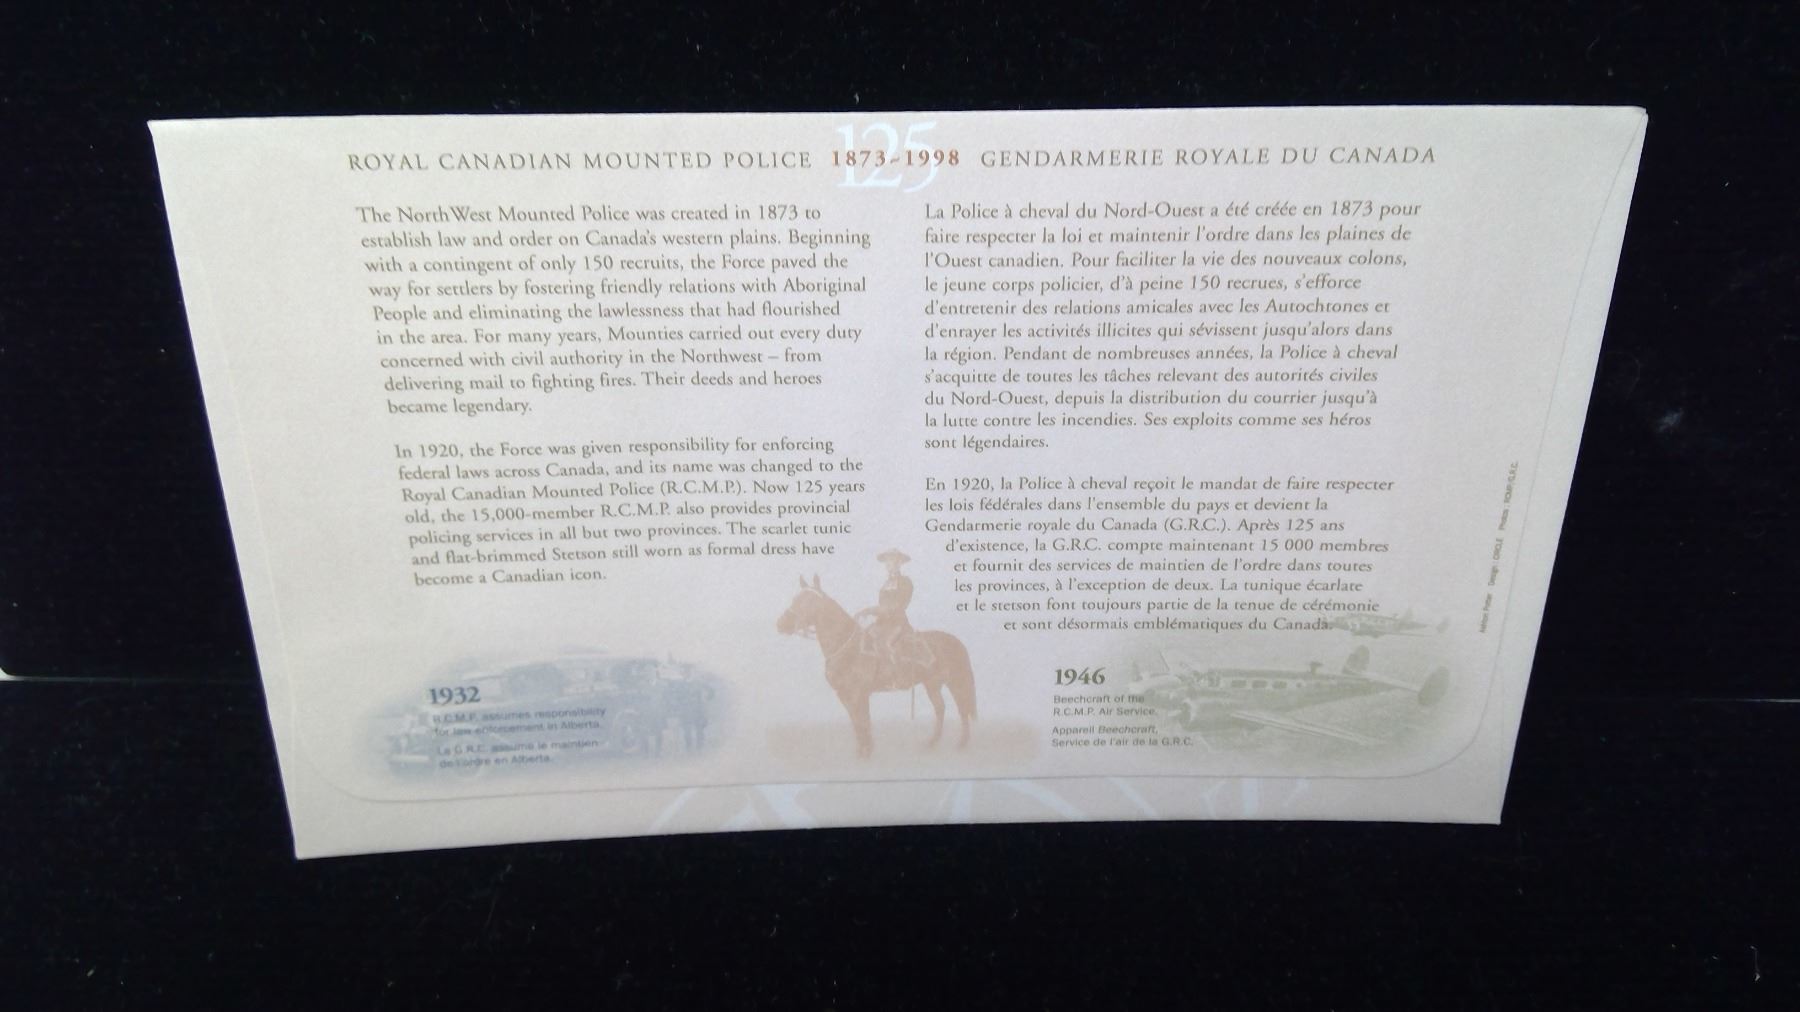 125
ROYAL CANADIAN MOUNTED POLICE 1873-1998 GENDARMERIE ROYALE DU CANADA
The North West Mounted Police was created in 1873 to
establish law and order on Canada's western plains. Beginning
with a contingent of only 150 recruits, the Force paved the
way for settlers by fostering friendly relations with Aboriginal
People and eliminating the lawlessness that had flourished
in the area. For many years, Mounties carried out every duty
concerned with civil authority in the Northwest – from
delivering mail to fighting fires. Their deeds and heroes
became legendary.
In 1920, the Force was given responsibility for enforcing
federal laws across Canada, and its name was changed to the
Royal Canadian Mounted Police (R.C.M.P.). Now 125 years
old, the 15,000-member R.C.M.P. also provides provincial
policing services in all but two provinces. The scarlet tunic
and flat-brimmed Stetson still worn as formal dress have
become a Canadian icon.
La Police à cheval du Nord-Ouest a été créée en 1873 pour
faire respecter la loi et maintenir l'ordre dans les plaines de
l'Ouest canadien. Pour faciliter la vie des nouveaux colons,
le jeune corps policier, d'à peine 150 recrues, s'efforce
d'entretenir des relations amicales avec les Autochtones et
d'enrayer les activités illicites qui sévissent jusqu'alors dans
la région. Pendant de nombreuses années, la Police à cheval
s'acquitte de toutes les tâches relevant des autorités civiles
du Nord-Ouest, depuis la distribution du courrier jusqu'à
la lutte contre les incendies. Ses exploits comme ses héros
sont légendaires.
En 1920, la Police à cheval reçoit le mandat de faire respecter
les lois fédérales dans l'ensemble du pays et devient la
Gendarmerie royale du Canada (G.R.C.). Après 125 ans
d'existence, la G.R.C. compte maintenant 15 000 membres
et fournit des services de maintien de l'ordre dans toutes
les provinces, à l'exception de deux. La tunique écarlate
et le stetson font toujours partie de la tenue de cérémonie
et sont désormais emblématiques du Canada.
1932
R.C.M.P. assumes responsibility
for law enforcement in Alberta.
La G.R.C. assume le maintien
de l'ordre en Alberta.
1946
Beechcraft of the
R.C.M.P. Air Service.
Appareil Beechcraft,
Service de l'air de la G.R.C.
Design: CIRCLE Photos: RCMP/G.R.C.